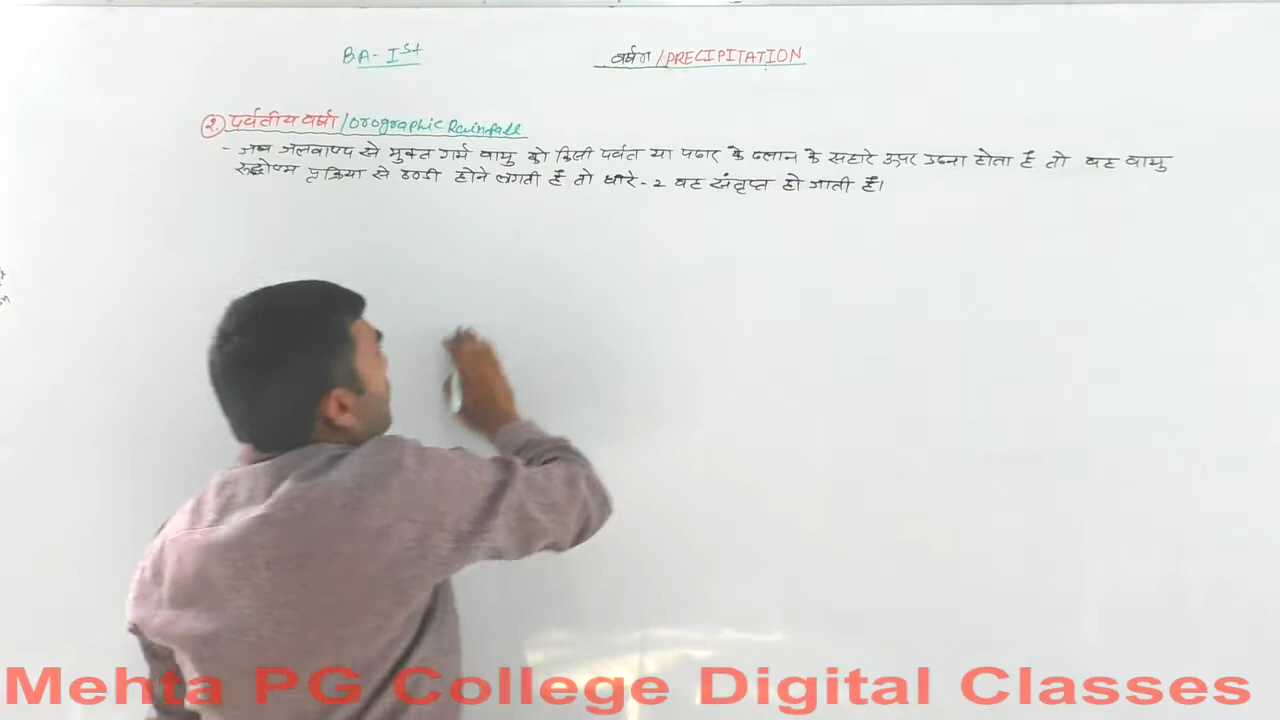 BA- Ist
वर्षण /PRECIPITATION
२. पर्वतीय वर्षा /Orographic Rainfall
- जब जलवाष्प से युक्त गर्म वायु को किसी पर्वत या पठार के ढलान के सहारे ऊपर उठना होता है तो वह वायु
रूद्धोष्म प्रक्रिया से ठण्डी होने लगती है तो धीरे-2 वह संतृप्त हो जाती है।
Mehta PG College Digital Classes